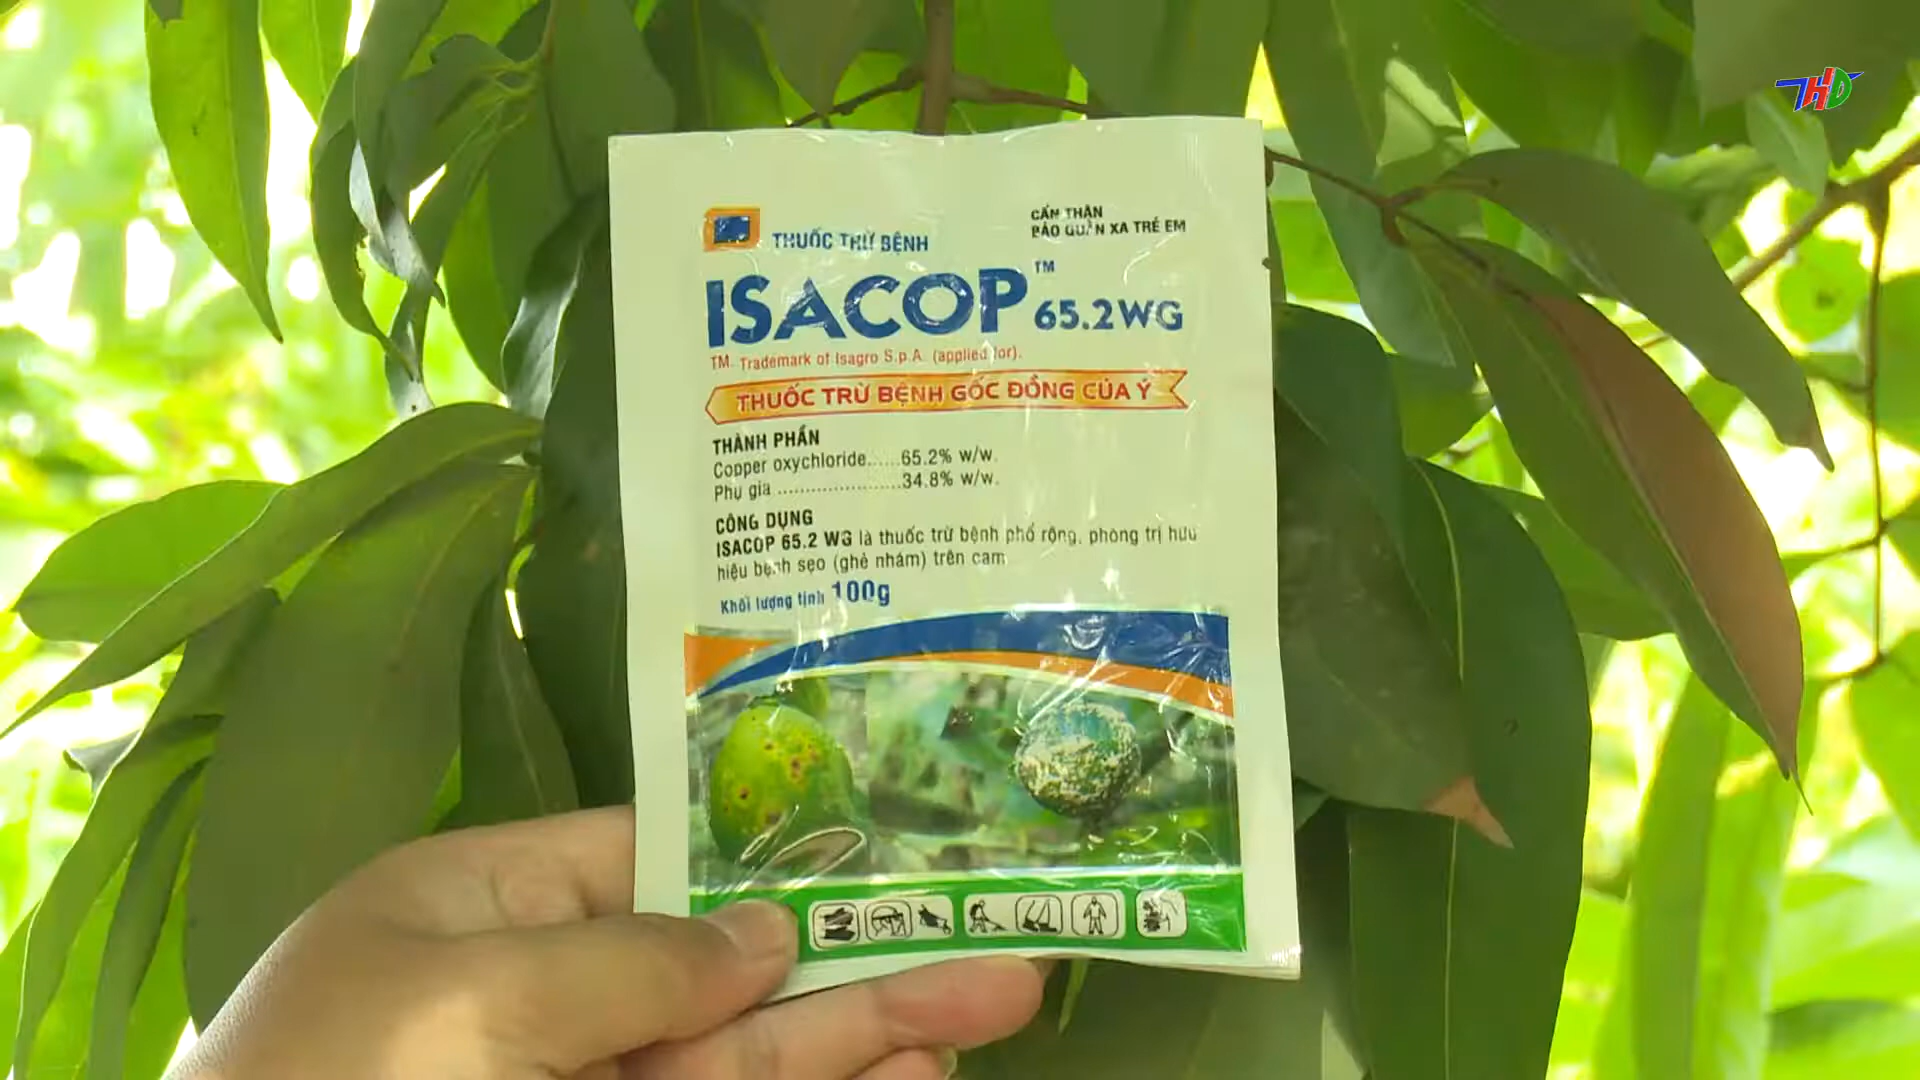 THD
THUỐC TRỪ BỆNH
CẨN THẬN
BẢO QUẢN XA TRẺ EM
ISACOP™ 65.2WG
TM. Trademark of Isagro S.p.A. (applied for).
THUỐC TRỪ BỆNH GỐC ĐỒNG CỦA Ý
THÀNH PHẦN
Copper oxychloride......65.2% w/w.
Phụ gia ......................34.8% w/w.
CÔNG DỤNG
ISACOP 65.2 WG là thuốc trừ bệnh phổ rộng, phòng trị hữu
hiệu bệnh sẹo (ghẻ nhám) trên cam
Khối lượng tịnh 100g